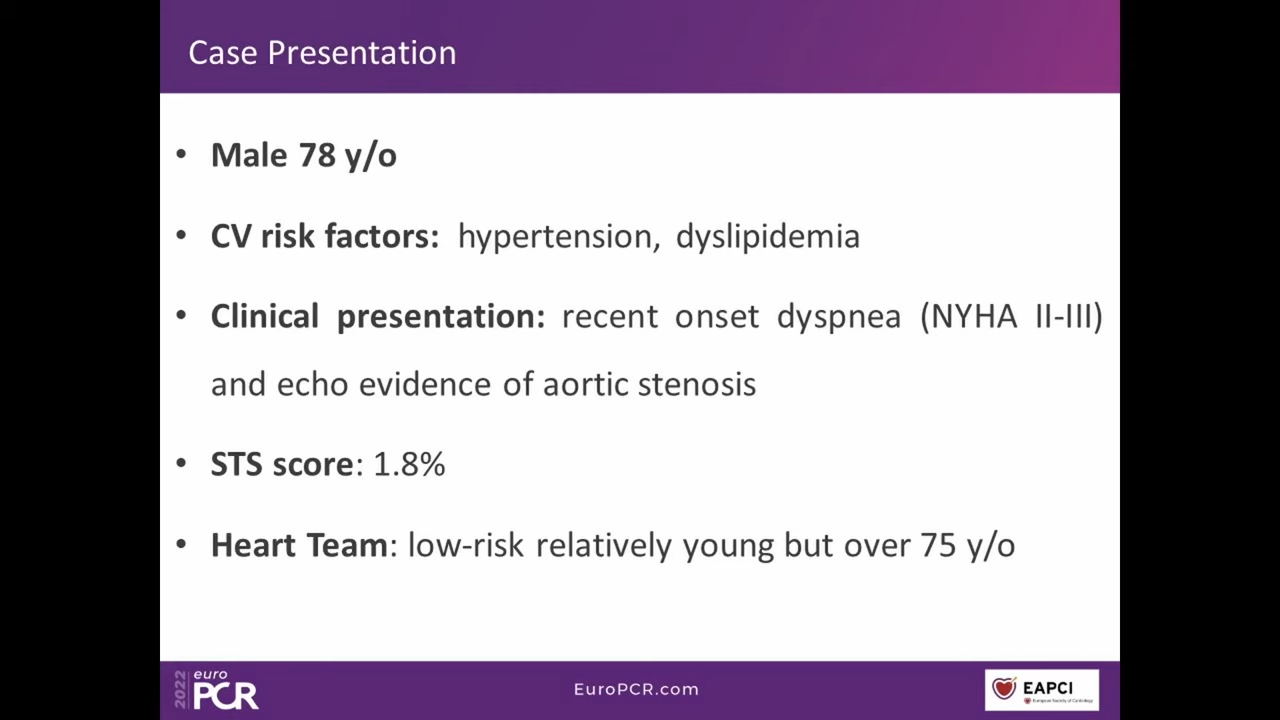 Case Presentation
• Male 78 y/o
• CV risk factors: hypertension, dyslipidemia
• Clinical presentation: recent onset dyspnea (NYHA II-III)
and echo evidence of aortic stenosis
• STS score: 1.8%
• Heart Team: low-risk relatively young but over 75 y/o
2022
euro
PCR
EuroPCR.com
EAPCI
European Society of Cardiology